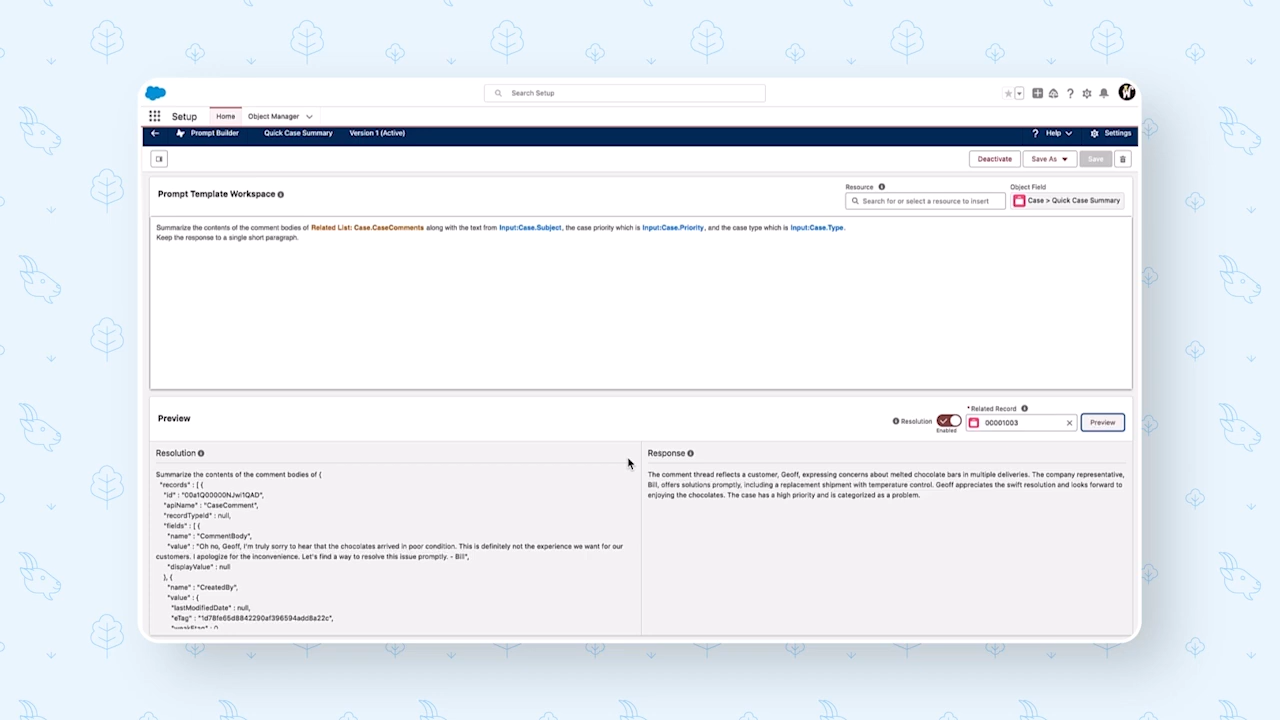 Search Setup
Setup Home Object Manager
Prompt Builder Quick Case Summary Version 1 (Active) ? Help Settings
Deactivate Save As Save
Prompt Template Workspace
Resource
Object Field
Search for or select a resource to insert
Case > Quick Case Summary
Summarize the contents of the comment bodies of Related List: Case.CaseComments along with the text from Input:Case.Subject, the case priority which is Input:Case.Priority, and the case type which is Input:Case.Type.
Keep the response to a single short paragraph.
Preview
Resolution
Enabled
*Related Record
00001003
Preview
Resolution
Summarize the contents of the comment bodies of {
"records" : [ {
"id" : "00a1Q00000NJwI1QAD",
"apiName" : "CaseComment",
"recordTypeId" : null,
"fields" : [ {
"name" : "CommentBody",
"value" : "Oh no, Geoff, I'm truly sorry to hear that the chocolates arrived in poor condition. This is definitely not the experience we want for our
customers. I apologize for the inconvenience. Let's find a way to resolve this issue promptly. - Bill",
"displayValue" : null
}, {
"name" : "CreatedBy",
"value" : {
"lastModifiedDate" : null,
"eTag" : "1d78fe65d8842290af396594add8a22c",
Response
The comment thread reflects a customer, Geoff, expressing concerns about melted chocolate bars in multiple deliveries. The company representative,
Bill, offers solutions promptly, including a replacement shipment with temperature control. Geoff appreciates the swift resolution and looks forward to
enjoying the chocolates. The case has a high priority and is categorized as a problem.